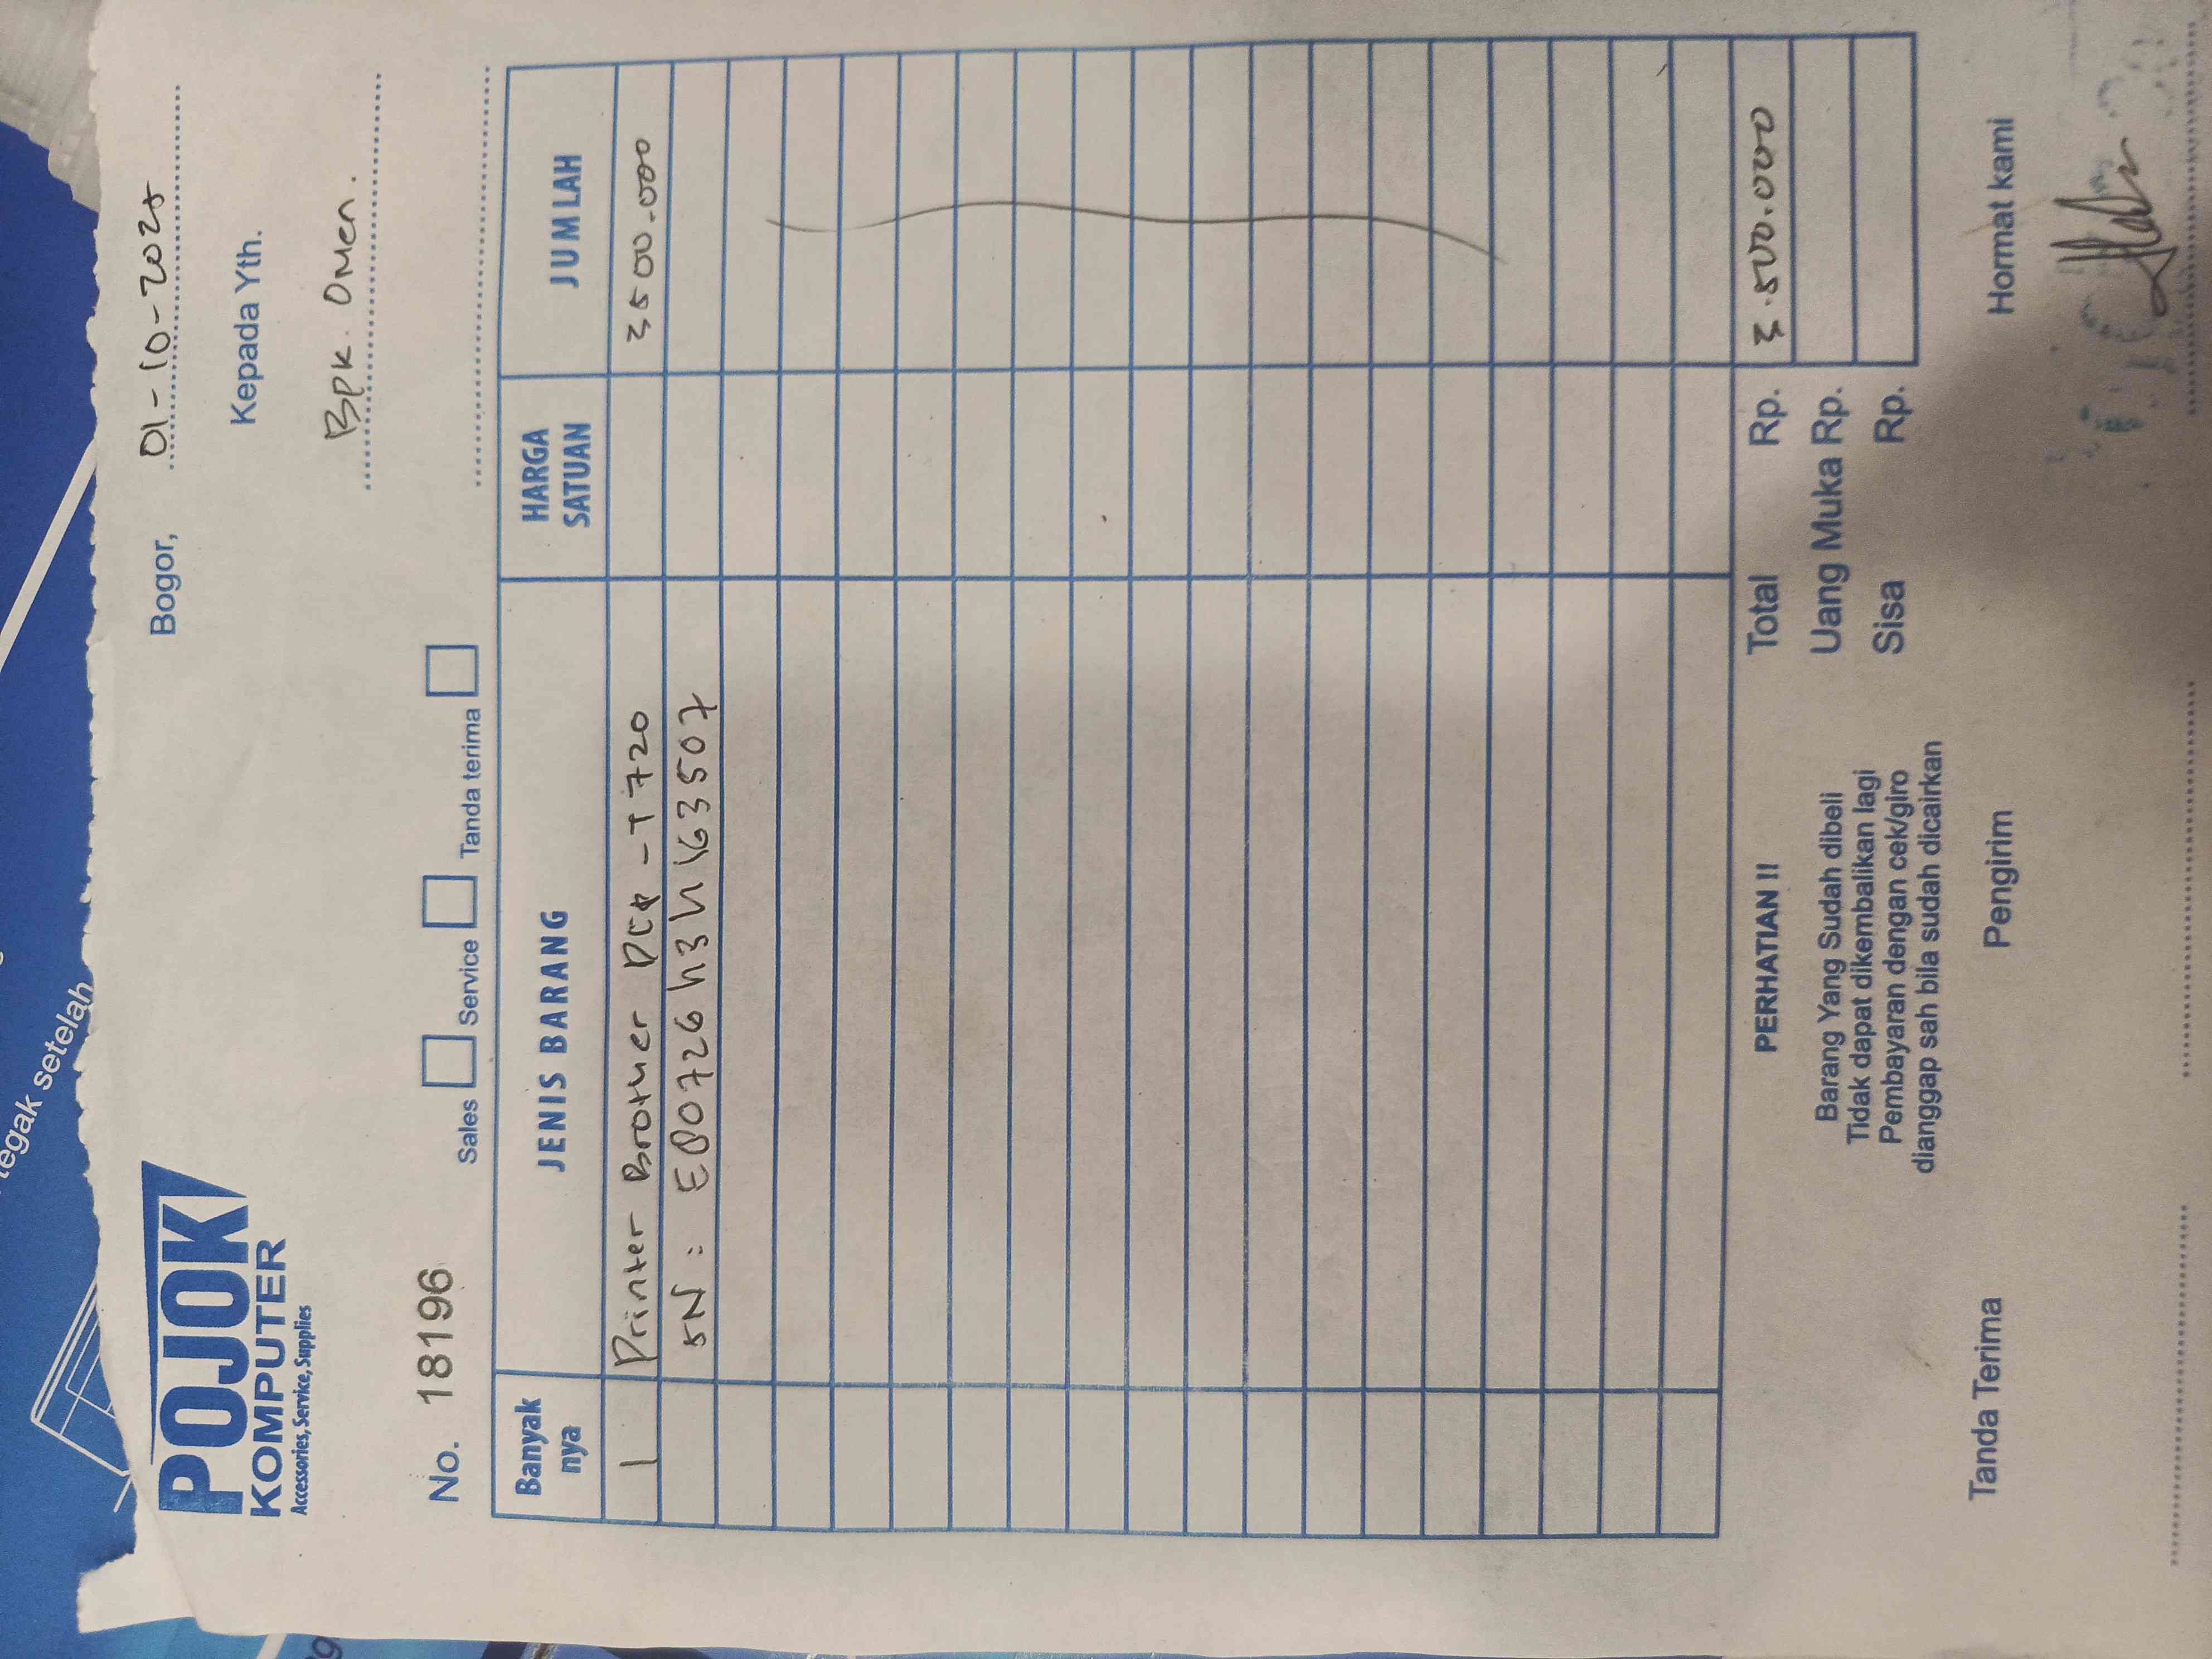 tegak setelah
POJOK
KOMPUTER
Accessories, Service, Supplies
Bogor, 01-10-2025
Kepada Yth.
Bpk. Omen.
No. 18196
Sales Service Tanda terima
Banyak nya JENIS BARANG HARGA SATUAN JUMLAH
1 Printer Brother DCP-T720 3500.000
SN: E80726h3h163507
PERHATIAN !!
Barang Yang Sudah dibeli
Tidak dapat dikembalikan lagi
Pembayaran dengan cek/giro
dianggap sah bila sudah dicairkan
Total Rp. 3.500.000
Uang Muka Rp.
Sisa Rp.
Tanda Terima Pengirim Hormat kami